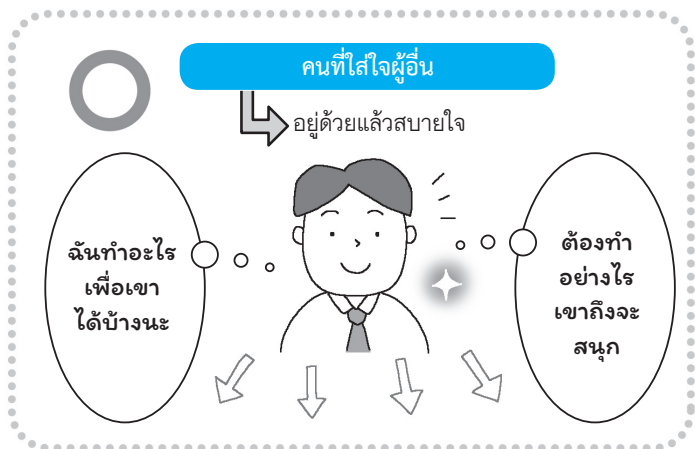 คนที่ใส่ใจผู้อื่น
อยู่ด้วยแล้วสบายใจ
ฉันทำอะไร
เพื่อเขา
ได้บ้างนะ
ต้องทำ
อย่างไร
เขาถึงจะ
สนุก